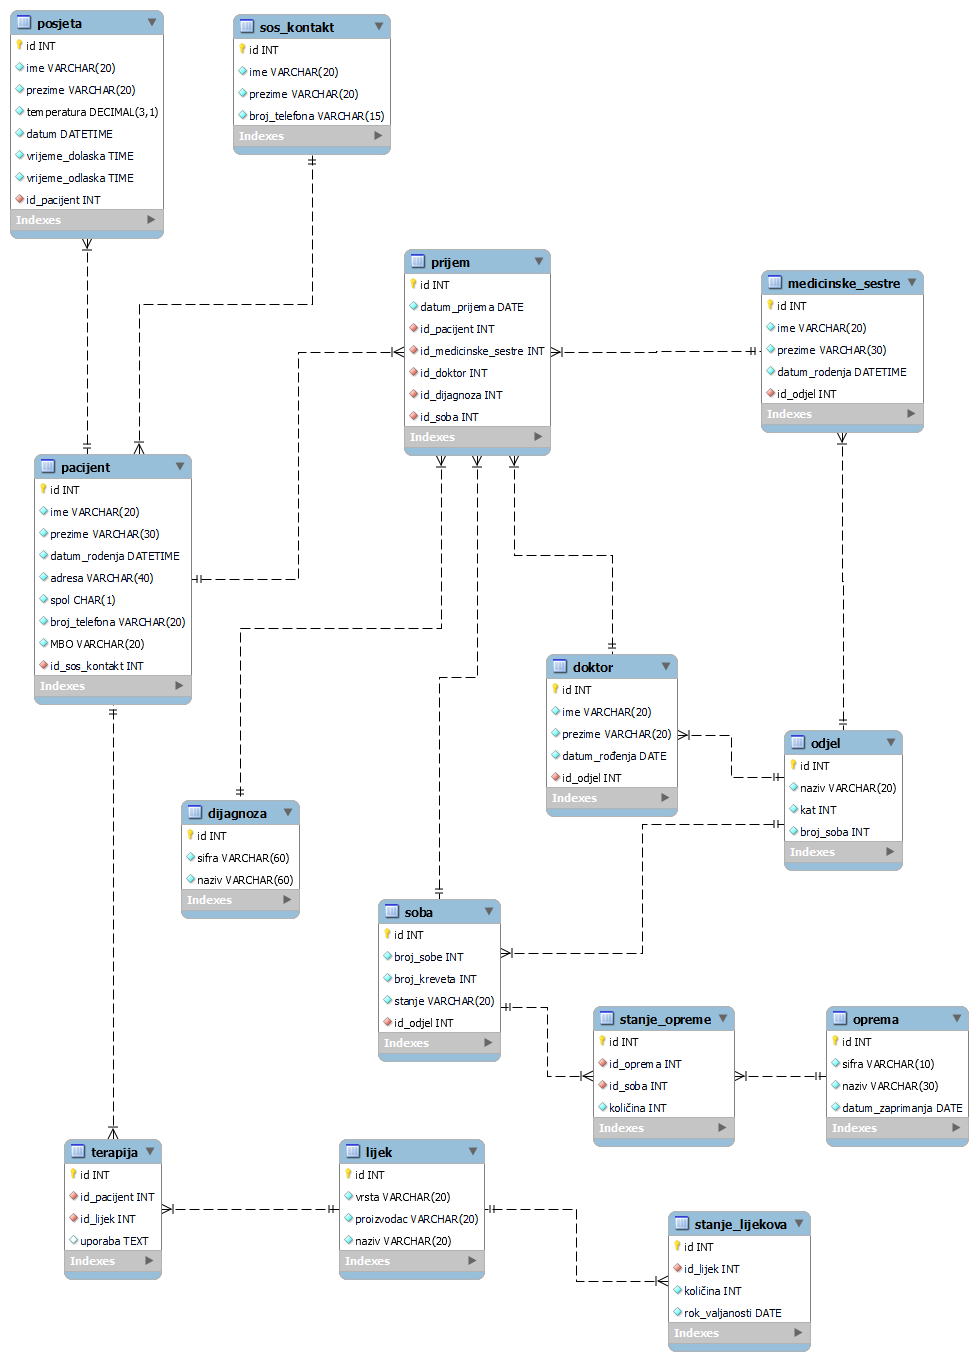 posjeta
id INT
ime VARCHAR(20)
prezime VARCHAR(20)
temperatura DECIMAL(3,1)
datum DATETIME
vrijeme_dolaska TIME
vrijeme_odlaska TIME
id_pacijent INT
Indexes
sos_kontakt
id INT
ime VARCHAR(20)
prezime VARCHAR(20)
broj_telefona VARCHAR(15)
Indexes
prijem
id INT
datum_prijema DATE
id_pacijent INT
id_medicinske_sestre INT
id_doktor INT
id_dijagnoza INT
id_soba INT
Indexes
medicinske_sestre
id INT
ime VARCHAR(20)
prezime VARCHAR(30)
datum_rodenja DATETIME
id_odjel INT
Indexes
pacijent
id INT
ime VARCHAR(20)
prezime VARCHAR(30)
datum_rodenja DATETIME
adresa VARCHAR(40)
spol CHAR(1)
broj_telefona VARCHAR(20)
MBO VARCHAR(20)
id_sos_kontakt INT
Indexes
doktor
id INT
ime VARCHAR(20)
prezime VARCHAR(20)
datum_rođenja DATE
id_odjel INT
Indexes
odjel
id INT
naziv VARCHAR(20)
kat INT
broj_soba INT
Indexes
dijagnoza
id INT
sifra VARCHAR(60)
naziv VARCHAR(60)
Indexes
soba
id INT
broj_sobe INT
broj_kreveta INT
stanje VARCHAR(20)
id_odjel INT
Indexes
stanje_opreme
id INT
id_oprema INT
id_soba INT
količina INT
Indexes
oprema
id INT
sifra VARCHAR(10)
naziv VARCHAR(30)
datum_zaprimanja DATE
Indexes
terapija
id INT
id_pacijent INT
id_lijek INT
uporaba TEXT
Indexes
lijek
id INT
vrsta VARCHAR(20)
proizvodac VARCHAR(20)
naziv VARCHAR(20)
Indexes
stanje_lijekova
id INT
id_lijek INT
količina INT
rok_valjanosti DATE
Indexes